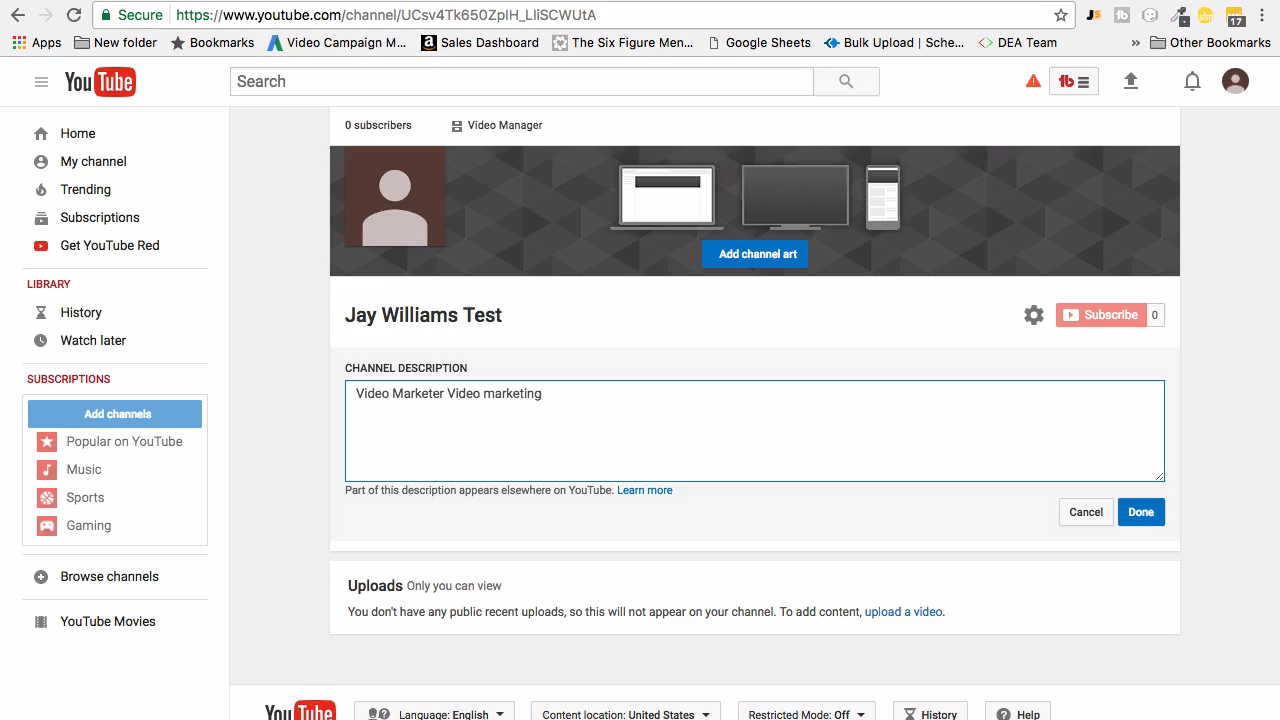 Secure https://www.youtube.com/channel/UCsv4Tk650ZpIH_LIiSCWUtA
17
Apps New folder Bookmarks Video Campaign M... Sales Dashboard The Six Figure Men... Google Sheets Bulk Upload | Sche... DEA Team » Other Bookmarks
YouTube Search
0 subscribers Video Manager
Home
My channel
Trending
Subscriptions
Get YouTube Red
LIBRARY
History
Watch later
SUBSCRIPTIONS
Add channels
Popular on YouTube
Music
Sports
Gaming
Browse channels
YouTube Movies
Add channel art
Jay Williams Test
Subscribe 0
CHANNEL DESCRIPTION
Video Marketer Video marketing
Part of this description appears elsewhere on YouTube. Learn more
Cancel Done
Uploads Only you can view
You don't have any public recent uploads, so this will not appear on your channel. To add content, upload a video.
YouTube Language: English Content location: United States Restricted Mode: Off History Help